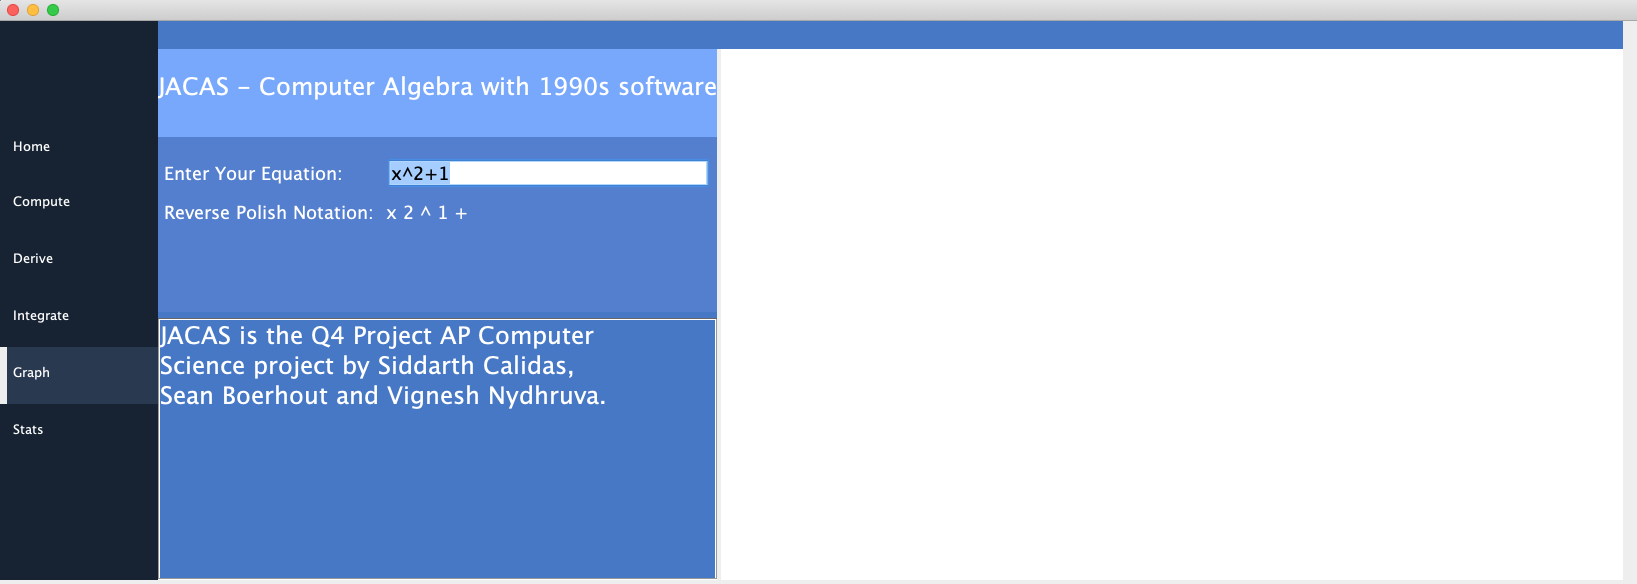 Home
Compute
Derive
Integrate
Graph
Stats
JACAS - Computer Algebra with 1990s software
Enter Your Equation: x^2+1
Reverse Polish Notation: x 2 ^ 1 +
JACAS is the Q4 Project AP Computer
Science project by Siddarth Calidas,
Sean Boerhout and Vignesh Nydhruva.